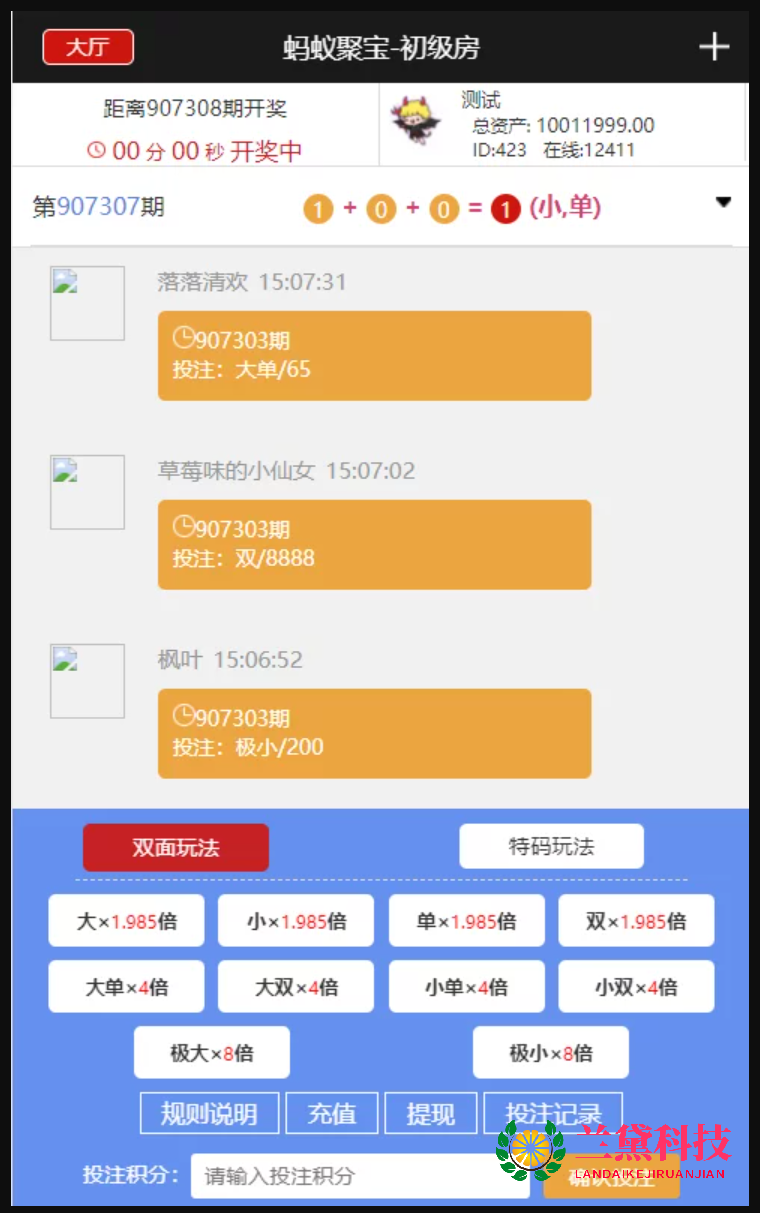 大厅
蚂蚁聚宝-初级房
距离907308期开奖
00 分 00 秒 开奖中
测试
总资产: 10011999.00
ID:423 在线:12411
第907307期
1 + 0 + 0 = 1 (小,单)
落落清欢 15:07:31
907303期
投注：大单/65
草莓味的小仙女 15:07:02
907303期
投注：双/8888
枫叶 15:06:52
907303期
投注：极小/200
双面玩法 特码玩法
大×1.985倍 小×1.985倍 单×1.985倍 双×1.985倍
大单×4倍 大双×4倍 小单×4倍 小双×4倍
极大×8倍 极小×8倍
规则说明 充值 提现 投注记录
兰黛科技
LANDAIKEJIRUANJIAN
投注积分： 请输入投注积分 确认投注